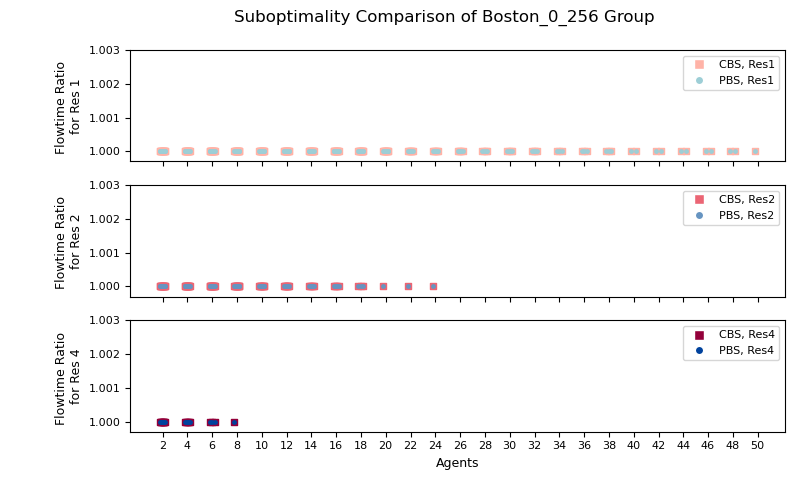 Suboptimality Comparison of Boston_0_256 Group
Flowtime Ratio
for Res 1
1.003
1.002
1.001
1.000
CBS, Res1
PBS, Res1
Flowtime Ratio
for Res 2
1.003
1.002
1.001
1.000
CBS, Res2
PBS, Res2
Flowtime Ratio
for Res 4
1.003
1.002
1.001
1.000
CBS, Res4
PBS, Res4
2 4 6 8 10 12 14 16 18 20 22 24 26 28 30 32 34 36 38 40 42 44 46 48 50
Agents